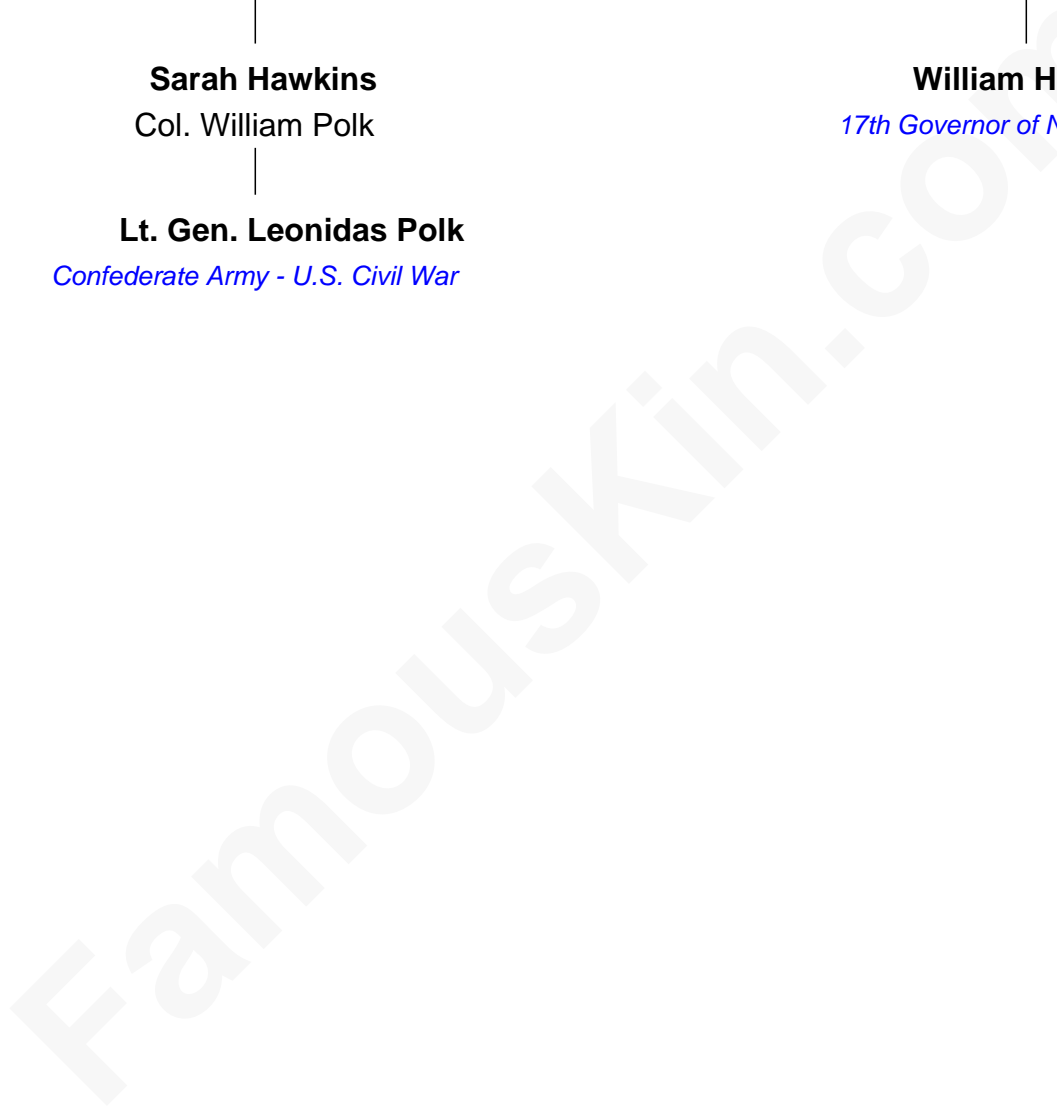 Sarah Hawkins
Col. William Polk
Lt. Gen. Leonidas Polk
Confederate Army - U.S. Civil War
William H
17th Governor of N
FamousKin.com